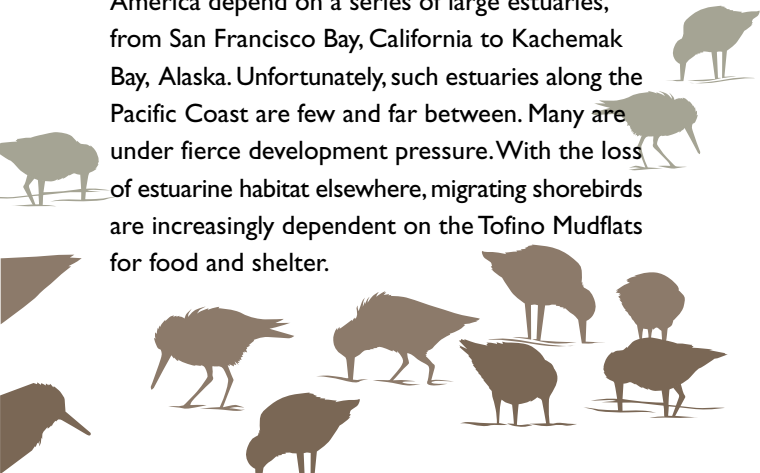 America depend on a series of large estuaries,
from San Francisco Bay, California to Kachemak
Bay, Alaska. Unfortunately, such estuaries along the
Pacific Coast are few and far between. Many are
under fierce development pressure. With the loss
of estuarine habitat elsewhere, migrating shorebirds
are increasingly dependent on the Tofino Mudflats
for food and shelter.